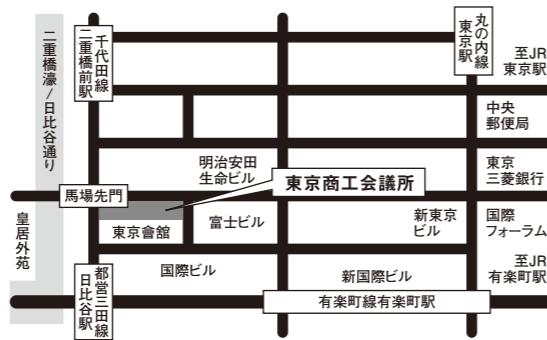 二重橋濠/日比谷通り
千代田線
二重橋前駅
丸の内線
東京駅
至JR
東京駅
中央
郵便局
明治安田
生命ビル
東京商工会議所
東京
三菱銀行
馬場先門
皇居外苑
東京會舘
富士ビル
新東京
ビル
国際
フォーラム
都営三田線
日比谷駅
国際ビル
新国際ビル
至JR
有楽町駅
有楽町線有楽町駅